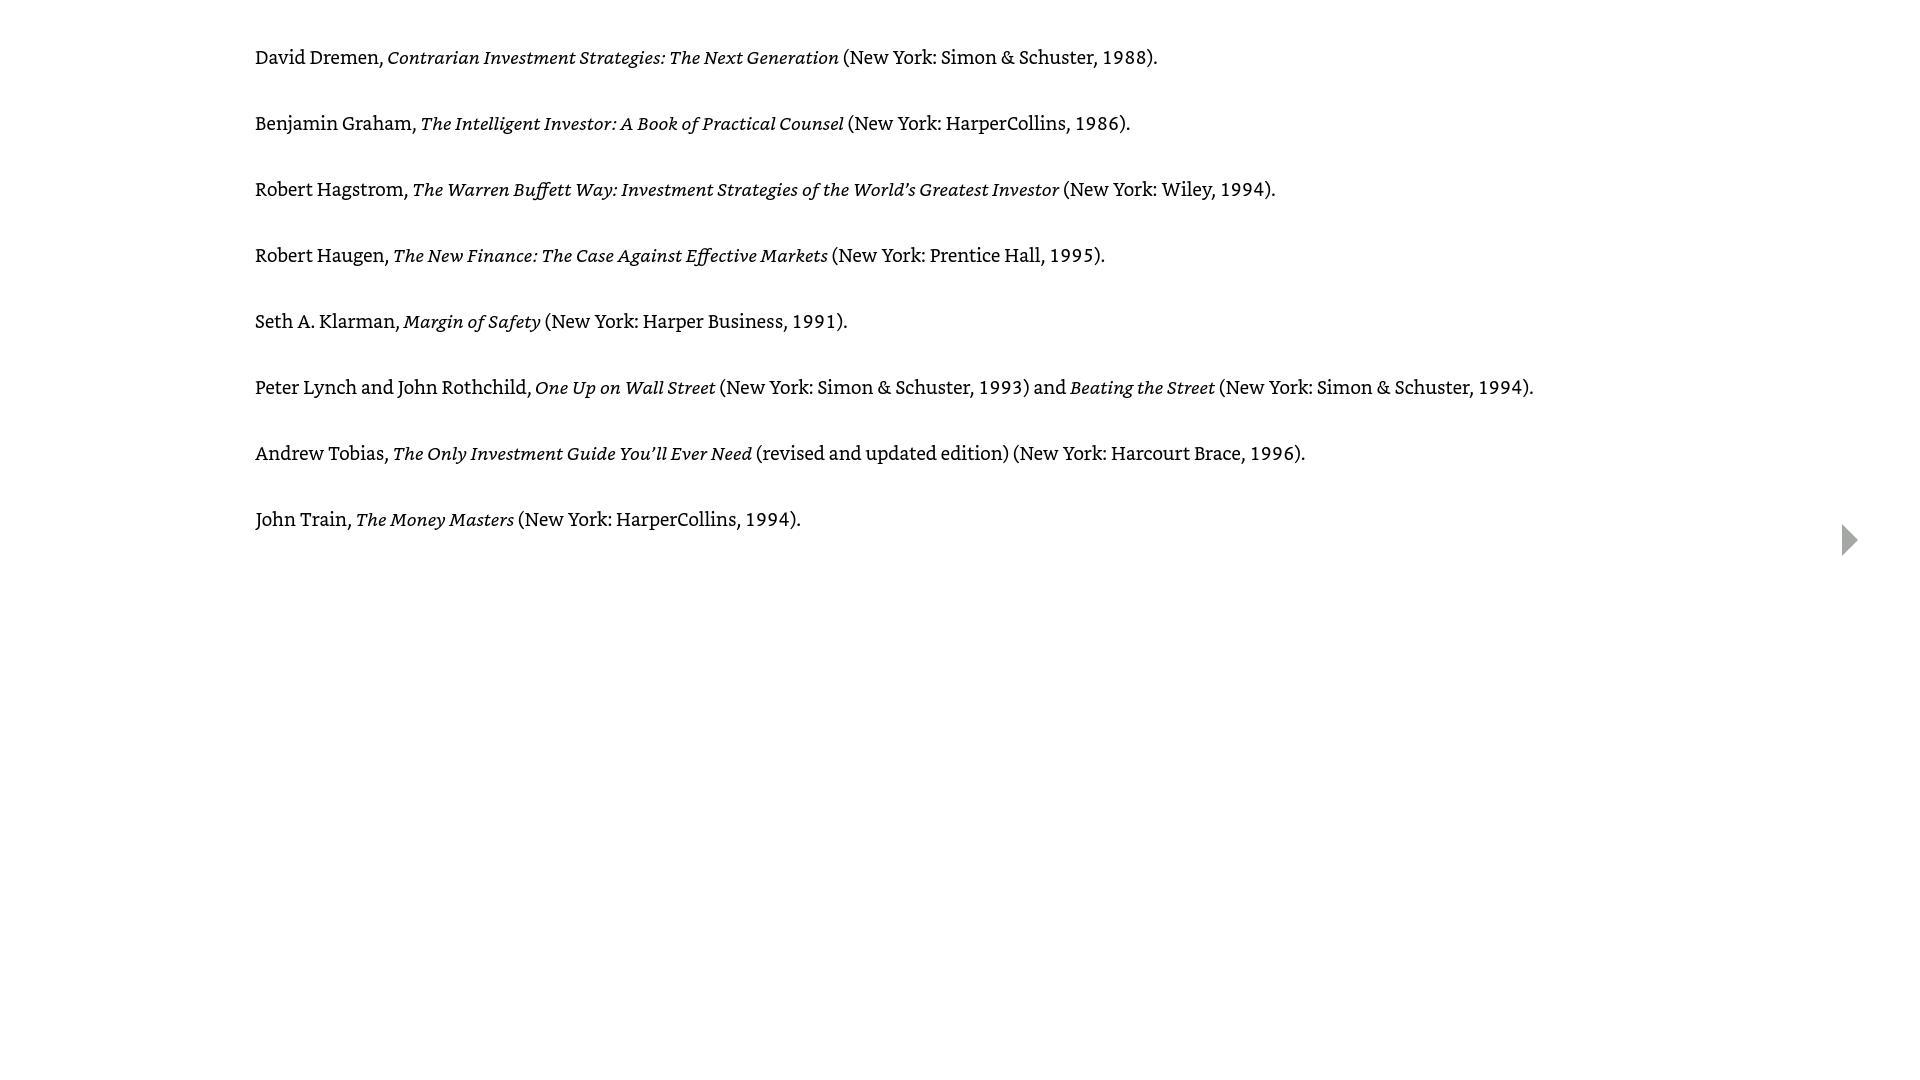 David Dremen, Contrarian Investment Strategies: The Next Generation (New York: Simon & Schuster, 1988).
Benjamin Graham, The Intelligent Investor: A Book of Practical Counsel (New York: HarperCollins, 1986).
Robert Hagstrom, The Warren Buffett Way: Investment Strategies of the World’s Greatest Investor (New York: Wiley, 1994).
Robert Haugen, The New Finance: The Case Against Effective Markets (New York: Prentice Hall, 1995).
Seth A. Klarman, Margin of Safety (New York: Harper Business, 1991).
Peter Lynch and John Rothchild, One Up on Wall Street (New York: Simon & Schuster, 1993) and Beating the Street (New York: Simon & Schuster, 1994).
Andrew Tobias, The Only Investment Guide You’ll Ever Need (revised and updated edition) (New York: Harcourt Brace, 1996).
John Train, The Money Masters (New York: HarperCollins, 1994).